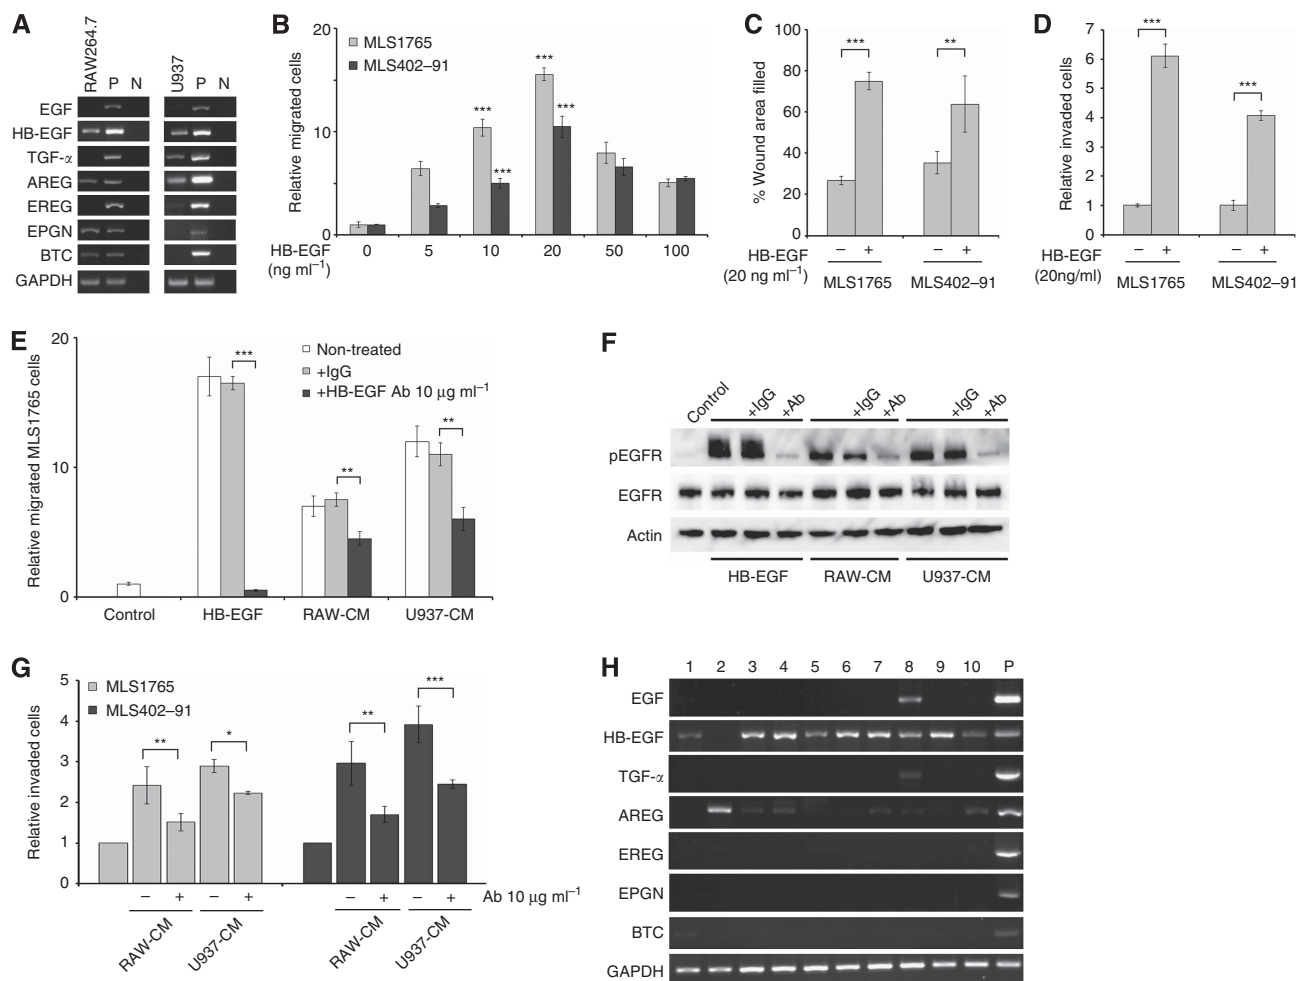 A
RAW264.7 P N U937 P N
EGF
HB-EGF
TGF-α
AREG
EREG
EPGN
BTC
GAPDH
B
MLS1765
MLS402–91
Relative migrated cells
20
10
0
*** *** *** ***
0 5 10 20 50 100
HB-EGF
(ng ml⁻¹)
C
% Wound area filled
100
80
60
40
20
0
*** **
– + – +
HB-EGF
(20 ng ml⁻¹)
MLS1765 MLS402–91
D
Relative invaded cells
7
6
5
4
3
2
1
0
*** ***
– + – +
HB-EGF
(20ng/ml)
MLS1765 MLS402–91
E
Relative migrated MLS1765 cells
20
10
0
Non-treated
+IgG
+HB-EGF Ab 10 μg ml⁻¹
*** ** **
Control HB-EGF RAW-CM U937-CM
F
Control +IgG +Ab +IgG +Ab +IgG +Ab
pEGFR
EGFR
Actin
HB-EGF RAW-CM U937-CM
G
MLS1765
MLS402–91
Relative invaded cells
5
4
3
2
1
0
** * ** ***
– + – + – + – + Ab 10 μg ml⁻¹
RAW-CM U937-CM RAW-CM U937-CM
H
1 2 3 4 5 6 7 8 9 10 P
EGF
HB-EGF
TGF-α
AREG
EREG
EPGN
BTC
GAPDH